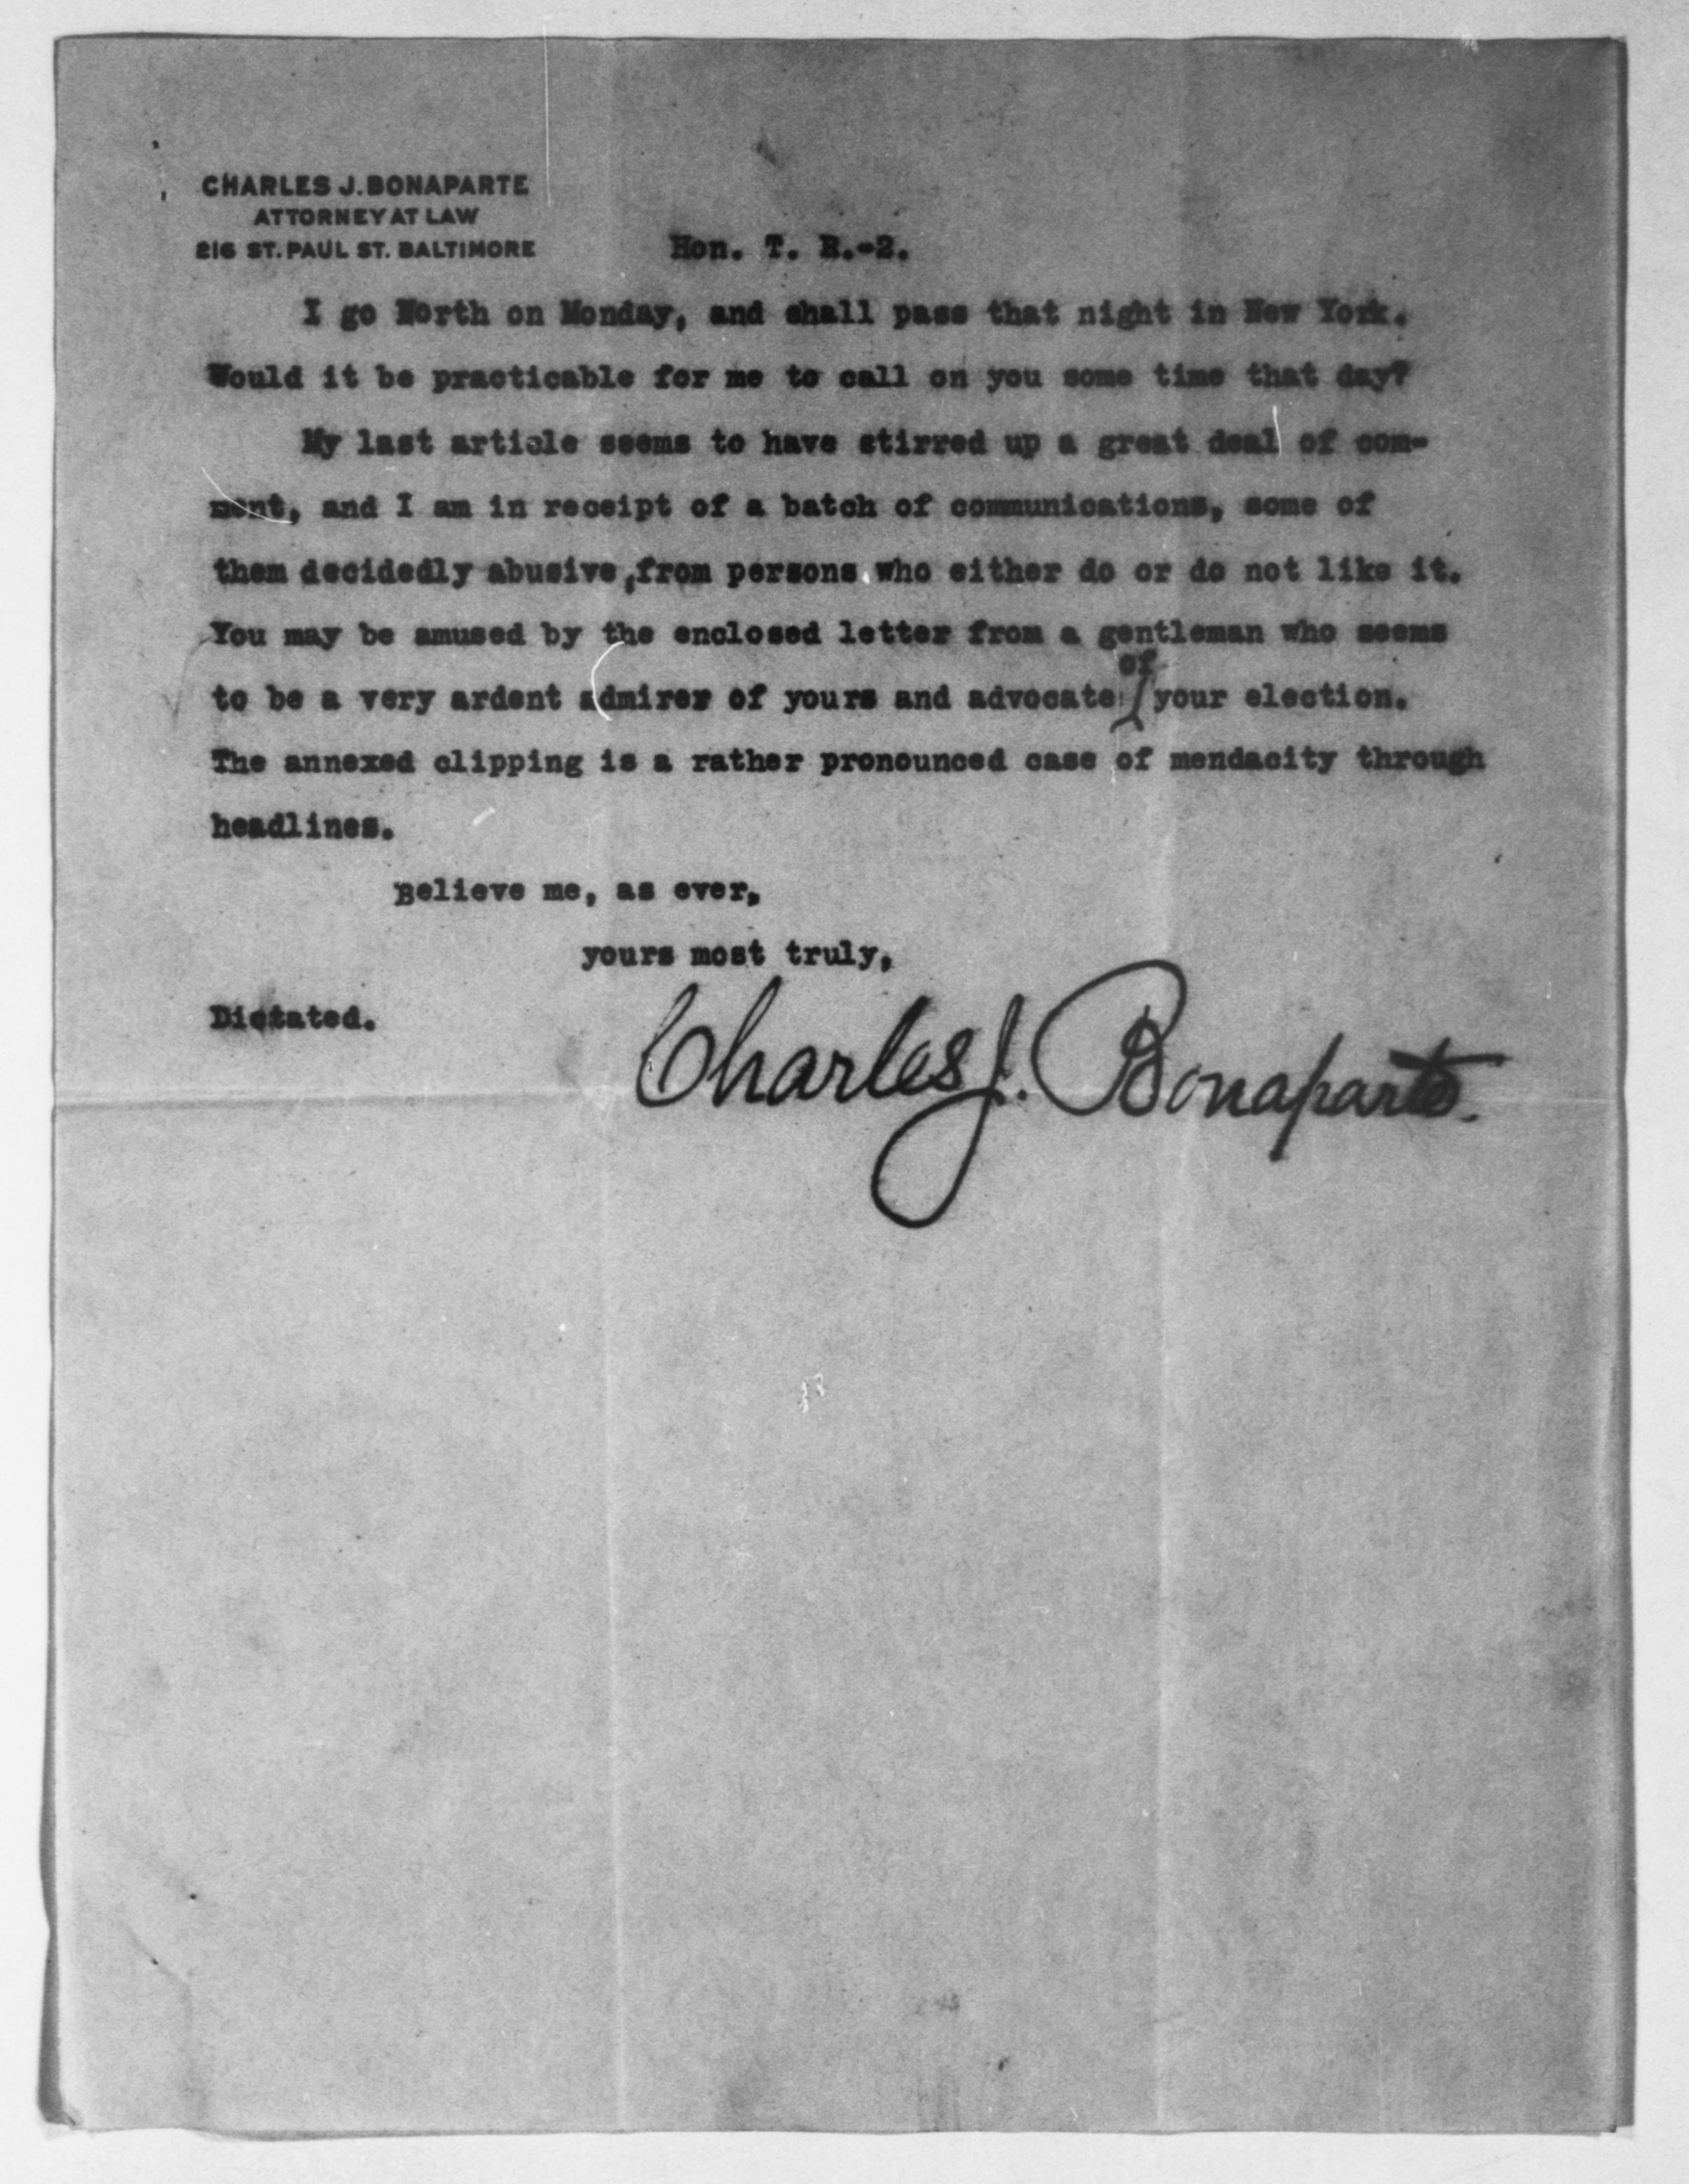 CHARLES J. BONAPARTE
ATTORNEY AT LAW
216 ST. PAUL ST. BALTIMORE
Hon. T. R.-2.
I go North on Monday, and shall pass that night in New York.
Would it be practicable for me to call on you some time that day?
My last article seems to have stirred up a great deal of com-
ment, and I am in receipt of a batch of communications, some of
them decidedly abusive, from persons who either do or do not like it.
You may be amused by the enclosed letter from a gentleman who seems
to be a very ardent admirer of yours and advocate of your election.
The annexed clipping is a rather pronounced case of mendacity through
headlines.
Believe me, as ever,
yours most truly,
Dictated.
Charles J. Bonaparte.